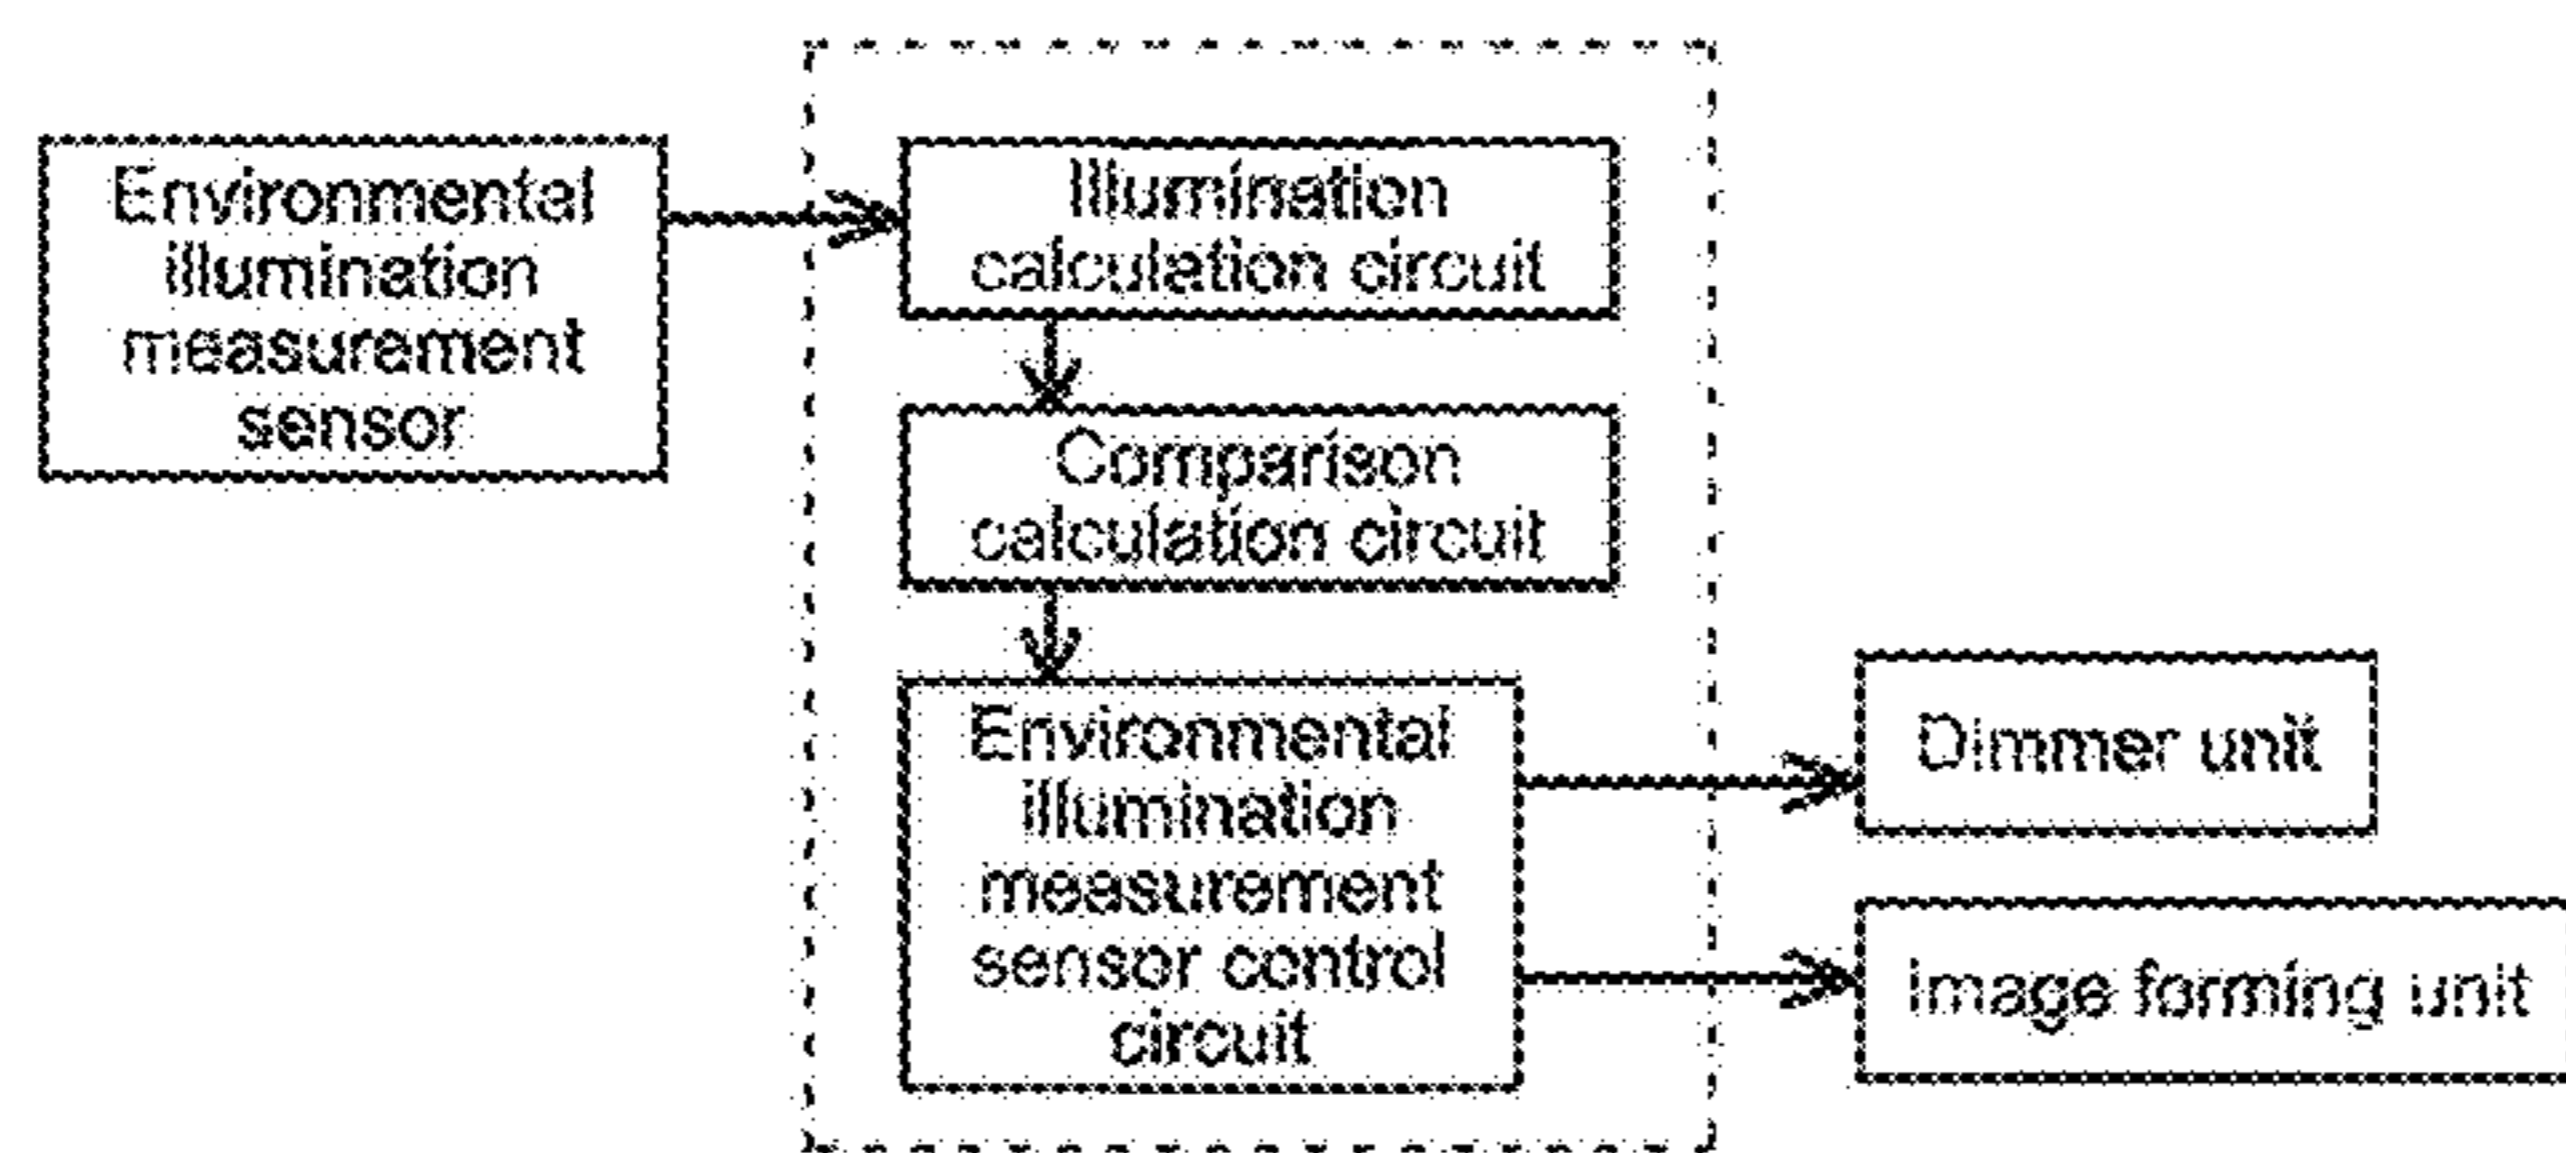 Environmental
illumination
measurement
sensor
Illumination
calculation circuit
Comparison
calculation circuit
Environmental
illumination
measurement
sensor control
circuit
Dimmer unit
Image forming unit